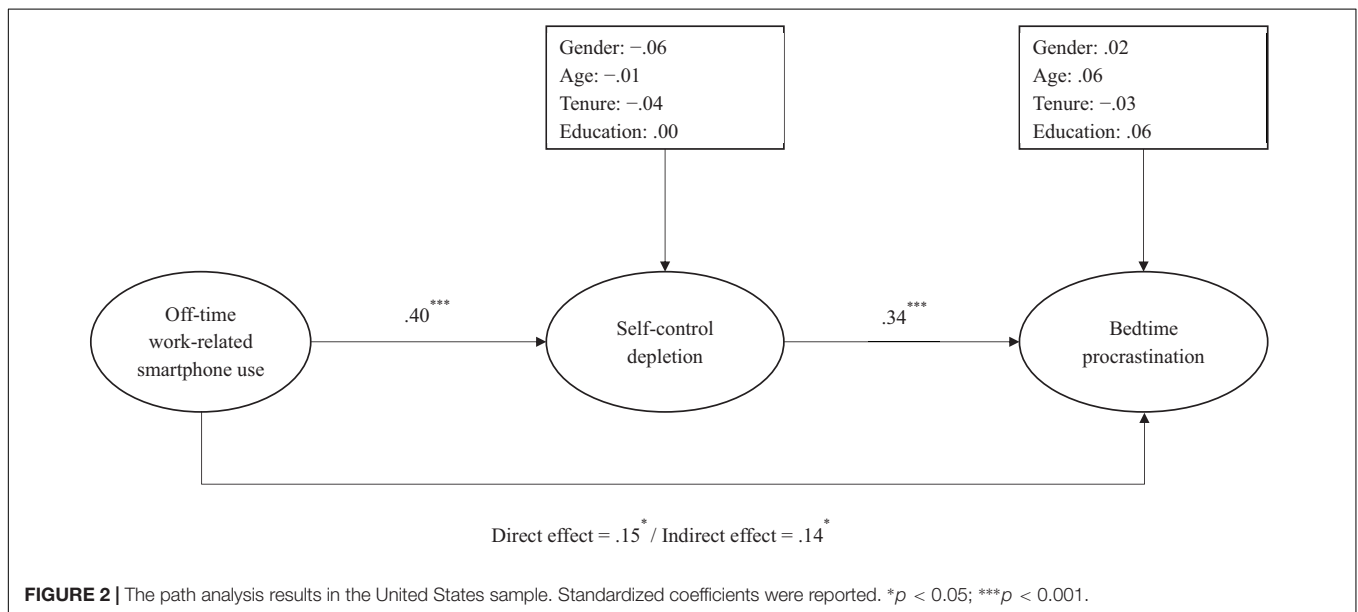 Gender: −.06
Age: −.01
Tenure: −.04
Education: .00
Gender: .02
Age: .06
Tenure: −.03
Education: .06
Off-time
work-related
smartphone use
.40***
Self-control
depletion
.34***
Bedtime
procrastination
Direct effect = .15* / Indirect effect = .14*
FIGURE 2 | The path analysis results in the United States sample. Standardized coefficients were reported. *p < 0.05; ***p < 0.001.